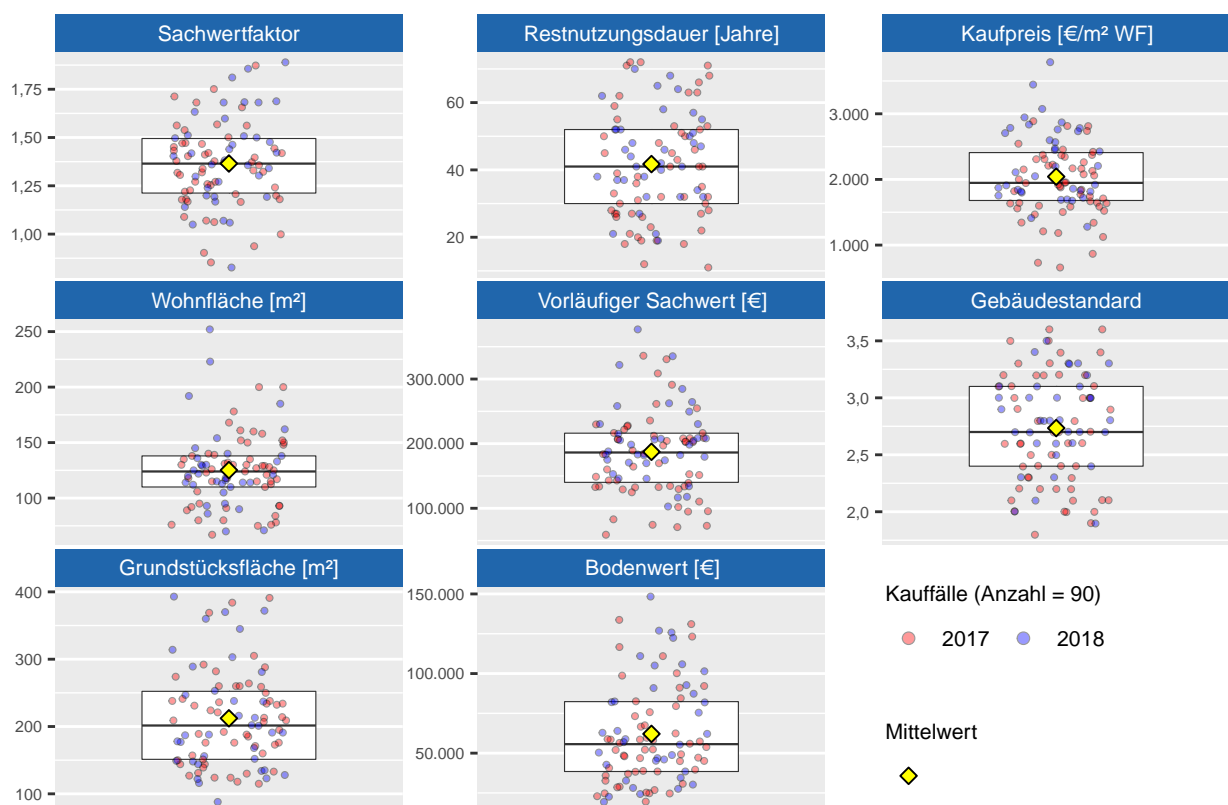 Sachwertfaktor
1,75
1,50
1,25
1,00
Restnutzungsdauer [Jahre]
60
40
20
Kaufpreis [€/m² WF]
3.000
2.000
1.000
Wohnfläche [m²]
250
200
150
100
Vorläufiger Sachwert [€]
300.000
200.000
100.000
Gebäudestandard
3,5
3,0
2,5
2,0
Grundstücksfläche [m²]
400
300
200
100
Bodenwert [€]
150.000
100.000
50.000
Kauffälle (Anzahl = 90)
2017 2018
Mittelwert